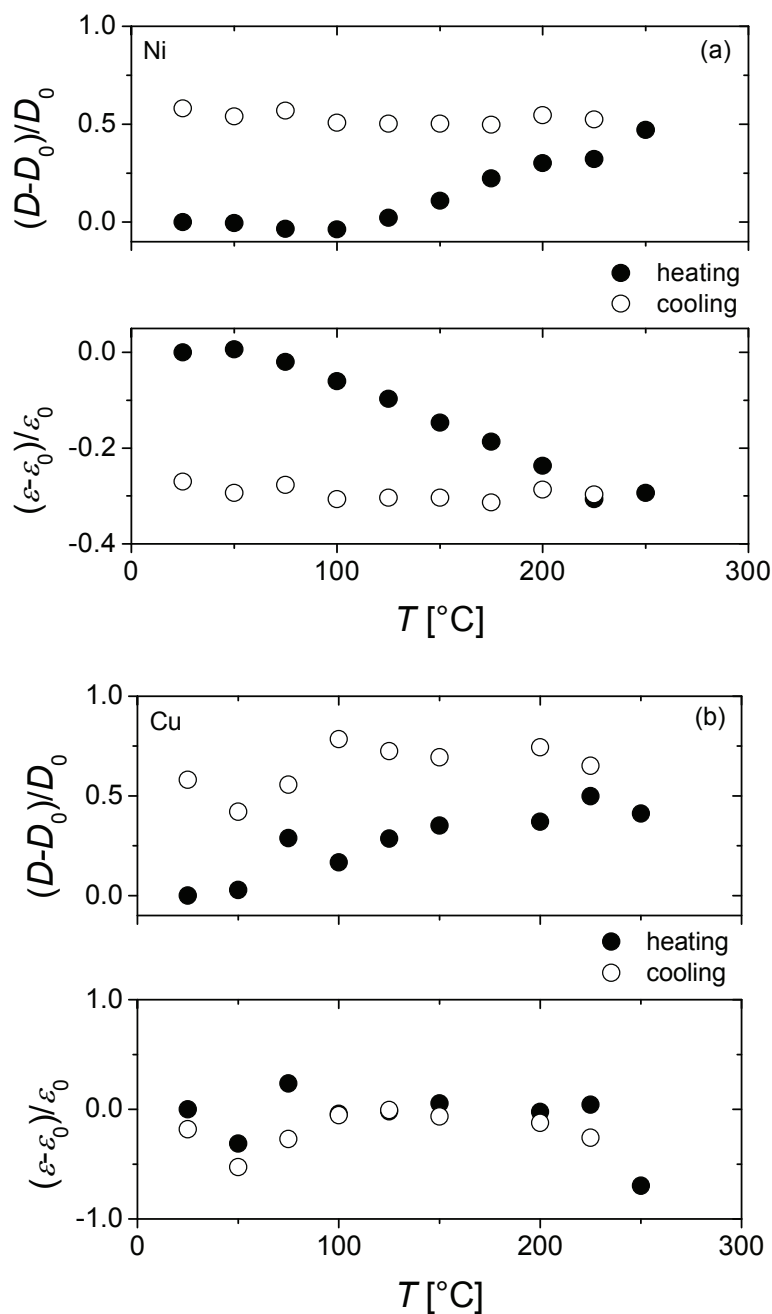 1.0
Ni
(a)
0.5
0.0
(D-D₀)/D₀
heating
cooling
0.0
-0.2
-0.4
(ε-ε₀)/ε₀
0
100
200
300
T [°C]
1.0
Cu
(b)
0.5
0.0
(D-D₀)/D₀
heating
cooling
1.0
0.0
-1.0
(ε-ε₀)/ε₀
0
100
200
300
T [°C]